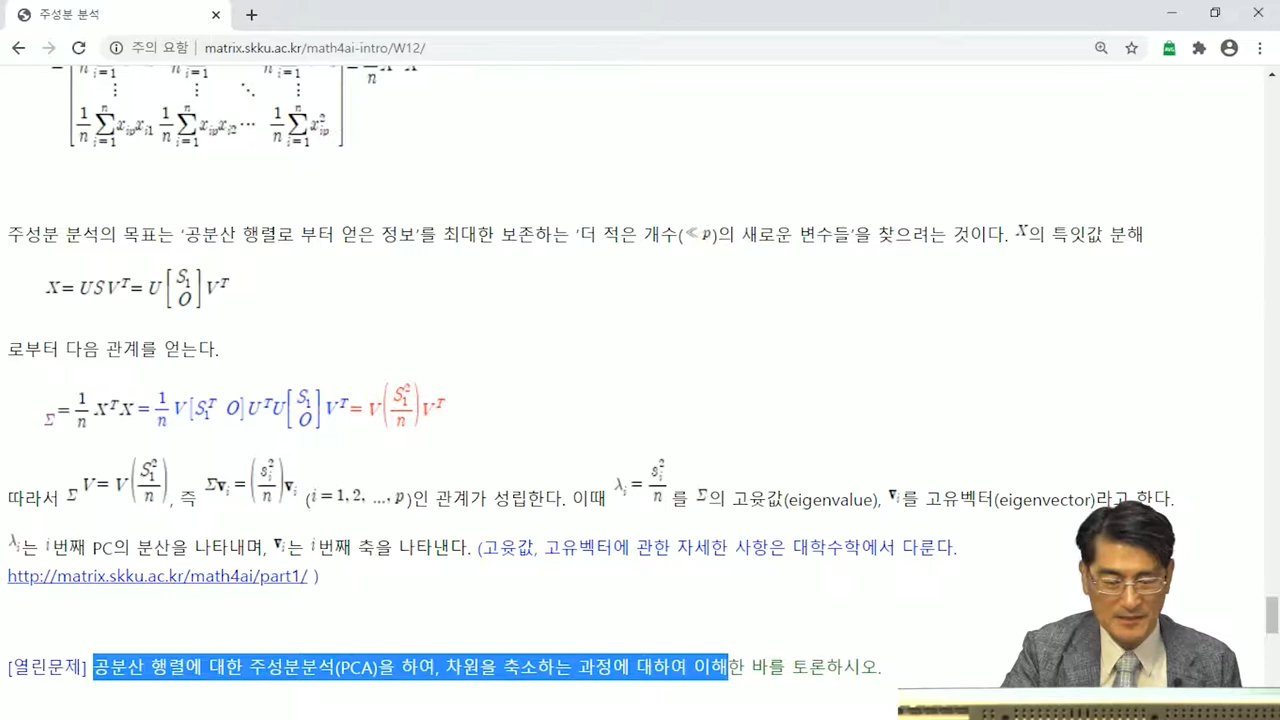 주성분 분석
주의 요함 | matrix.skku.ac.kr/math4ai-intro/W12/
주성분 분석의 목표는 '공분산 행렬로 부터 얻은 정보'를 최대한 보존하는 '더 적은 개수(≪ p)의 새로운 변수들'을 찾으려는 것이다. X의 특잇값 분해
X = USV^T = U [S_1 O] V^T
로부터 다음 관계를 얻는다.
Σ = 1/n X^T X = 1/n V [S_1^T O] U^T U [S_1 O] V^T = V (S_1^2/n) V^T
따라서 Σ V = V (S_1^2/n), 즉 Σv_i = (s_i^2/n) v_i (i = 1, 2, ..., p)인 관계가 성립한다. 이때 λ_i = s_i^2/n 를 Σ의 고윳값(eigenvalue), v_i를 고유벡터(eigenvector)라고 한다.
λ_i는 i번째 PC의 분산을 나타내며, v_i는 i번째 축을 나타낸다. (고윳값, 고유벡터에 관한 자세한 사항은 대학수학에서 다룬다.
http://matrix.skku.ac.kr/math4ai/part1/ )
[열린문제] 공분산 행렬에 대한 주성분분석(PCA)을 하여, 차원을 축소하는 과정에 대하여 이해한 바를 토론하시오.